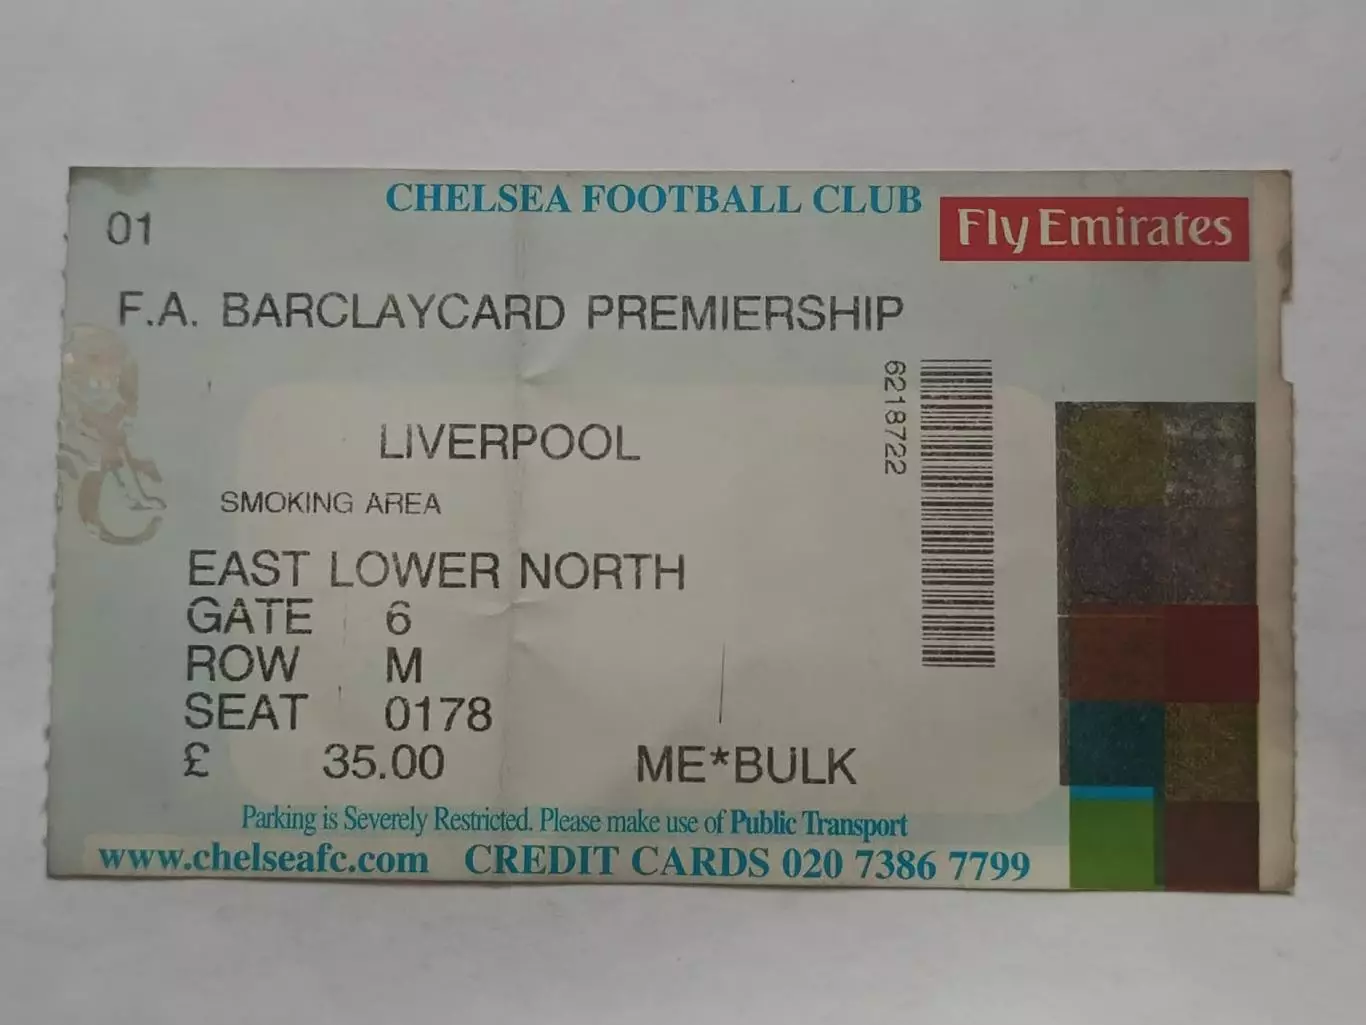 CHELSEA FOOTBALL CLUB
Fly Emirates
01
F.A. BARCLAYCARD PREMIERSHIP
6218722
LIVERPOOL
SMOKING AREA
EAST LOWER NORTH
GATE 6
ROW M
SEAT 0178
£ 35.00 ME*BULK
Parking is Severely Restricted. Please make use of Public Transport
www.chelseafc.com CREDIT CARDS 020 7386 7799